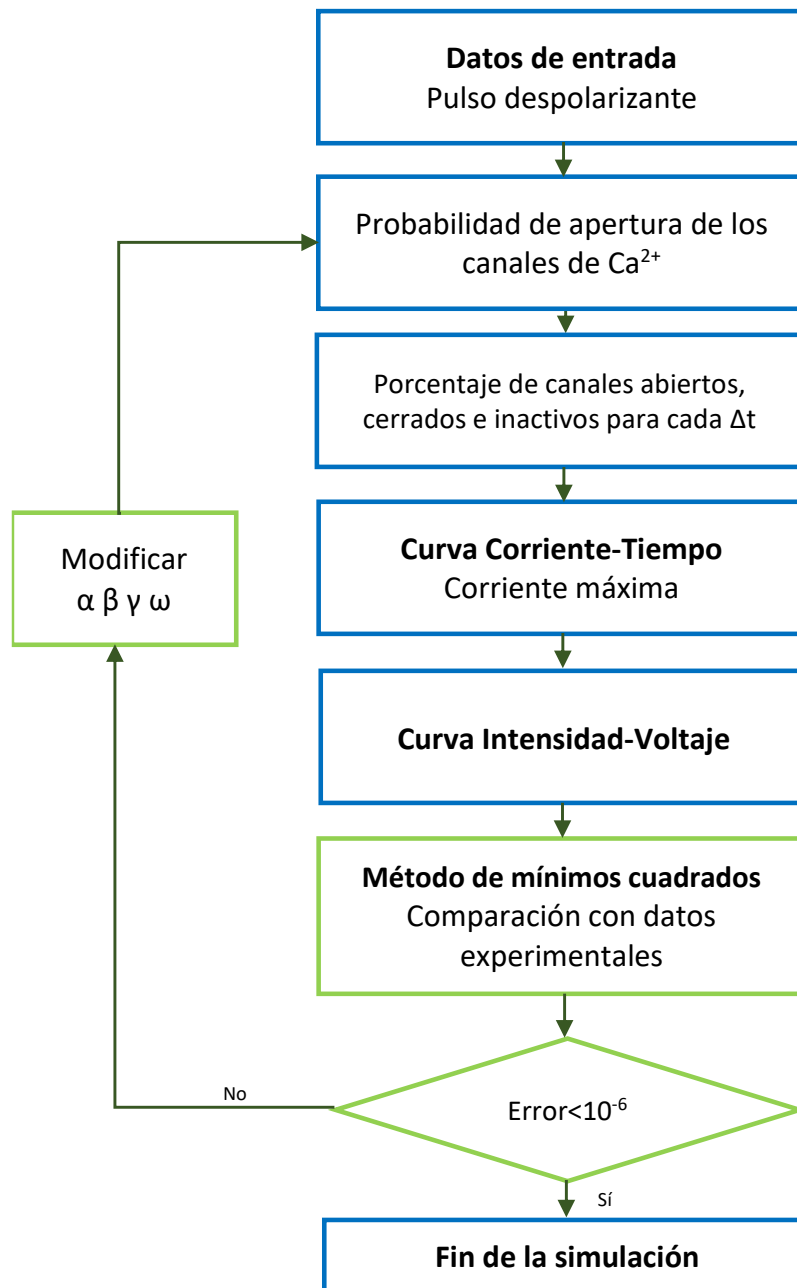 Datos de entrada
Pulso despolarizante
Probabilidad de apertura de los
canales de Ca²⁺
Porcentaje de canales abiertos,
cerrados e inactivos para cada Δt
Curva Corriente-Tiempo
Corriente máxima
Modificar
α β γ ω
Curva Intensidad-Voltaje
Método de mínimos cuadrados
Comparación con datos
experimentales
No
Error<10⁻⁶
Sí
Fin de la simulación